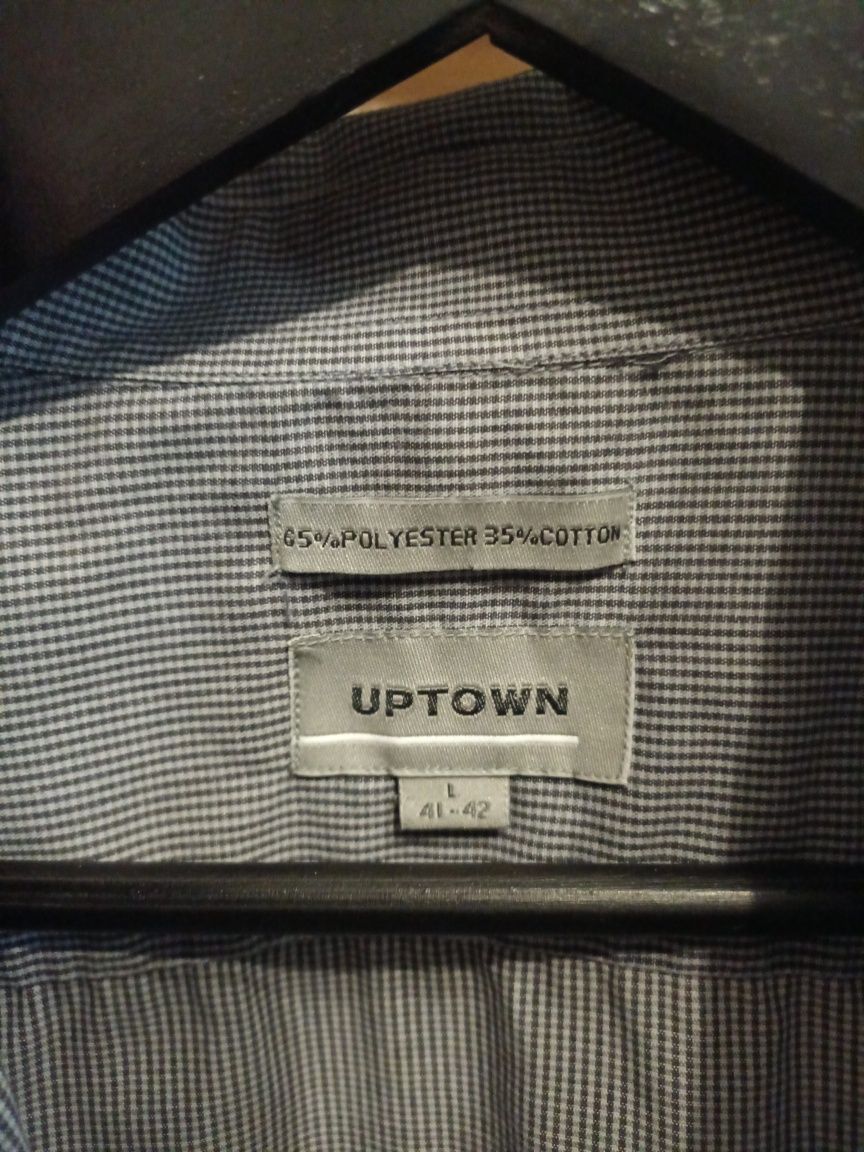 65%POLYESTER 35%COTTON
UPTOWN
L
41-42